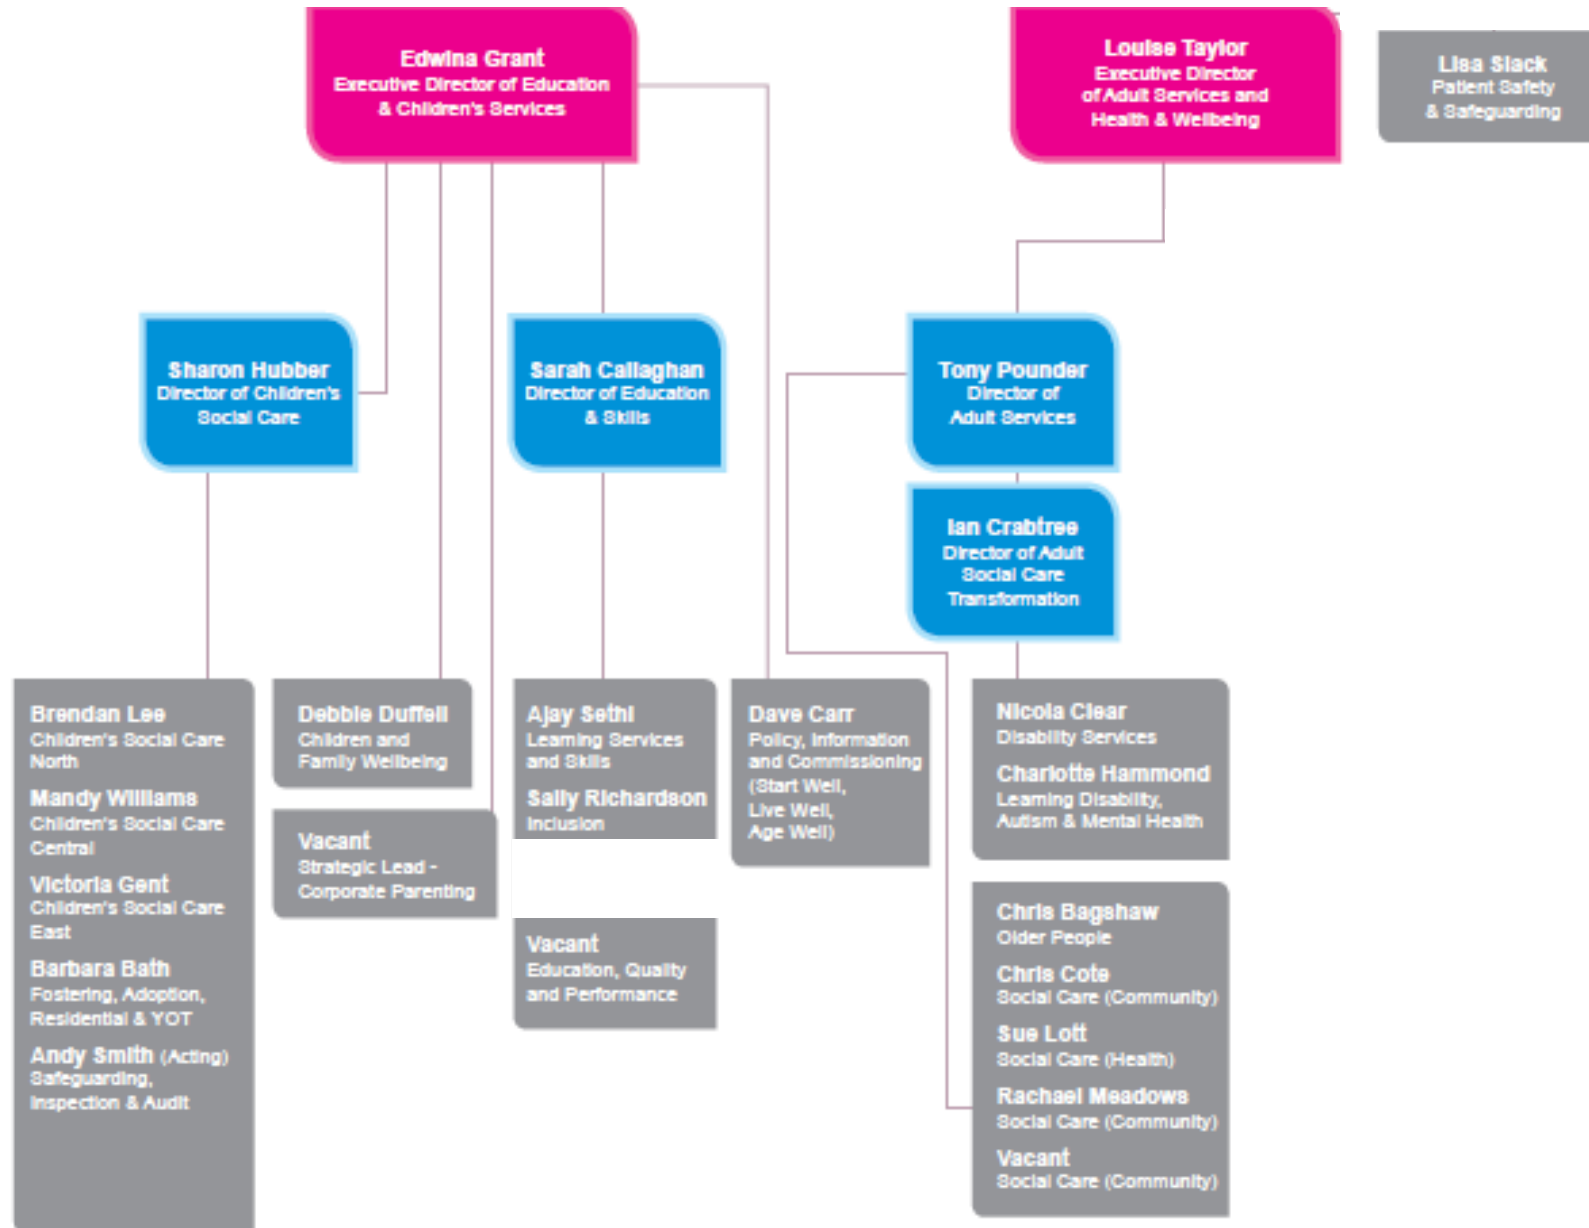 Edwina Grant
Executive Director of Education
& Children's Services
Louise Taylor
Executive Director
of Adult Services and
Health & Wellbeing
Lisa Slack
Patient Safety
& Safeguarding
Sharon Hubber
Director of Children's
Social Care
Sarah Callaghan
Director of Education
& Skills
Tony Pounder
Director of
Adult Services
Ian Crabtree
Director of Adult
Social Care
Transformation
Brendan Lee
Children's Social Care
North
Mandy Williams
Children's Social Care
Central
Victoria Gent
Children's Social Care
East
Barbara Bath
Fostering, Adoption,
Residential & YOT
Andy Smith (Acting)
Safeguarding,
Inspection & Audit
Debbie Duffell
Children and
Family Wellbeing
Vacant
Strategic Lead -
Corporate Parenting
Ajay Sethi
Learning Services
and Skills
Sally Richardson
Inclusion
Vacant
Education, Quality
and Performance
Dave Carr
Policy, Information
and Commissioning
(Start Well,
Live Well,
Age Well)
Nicola Clear
Disability Services
Charlotte Hammond
Learning Disability,
Autism & Mental Health
Chris Bagshaw
Older People
Chris Cote
Social Care (Community)
Sue Lott
Social Care (Health)
Rachael Meadows
Social Care (Community)
Vacant
Social Care (Community)